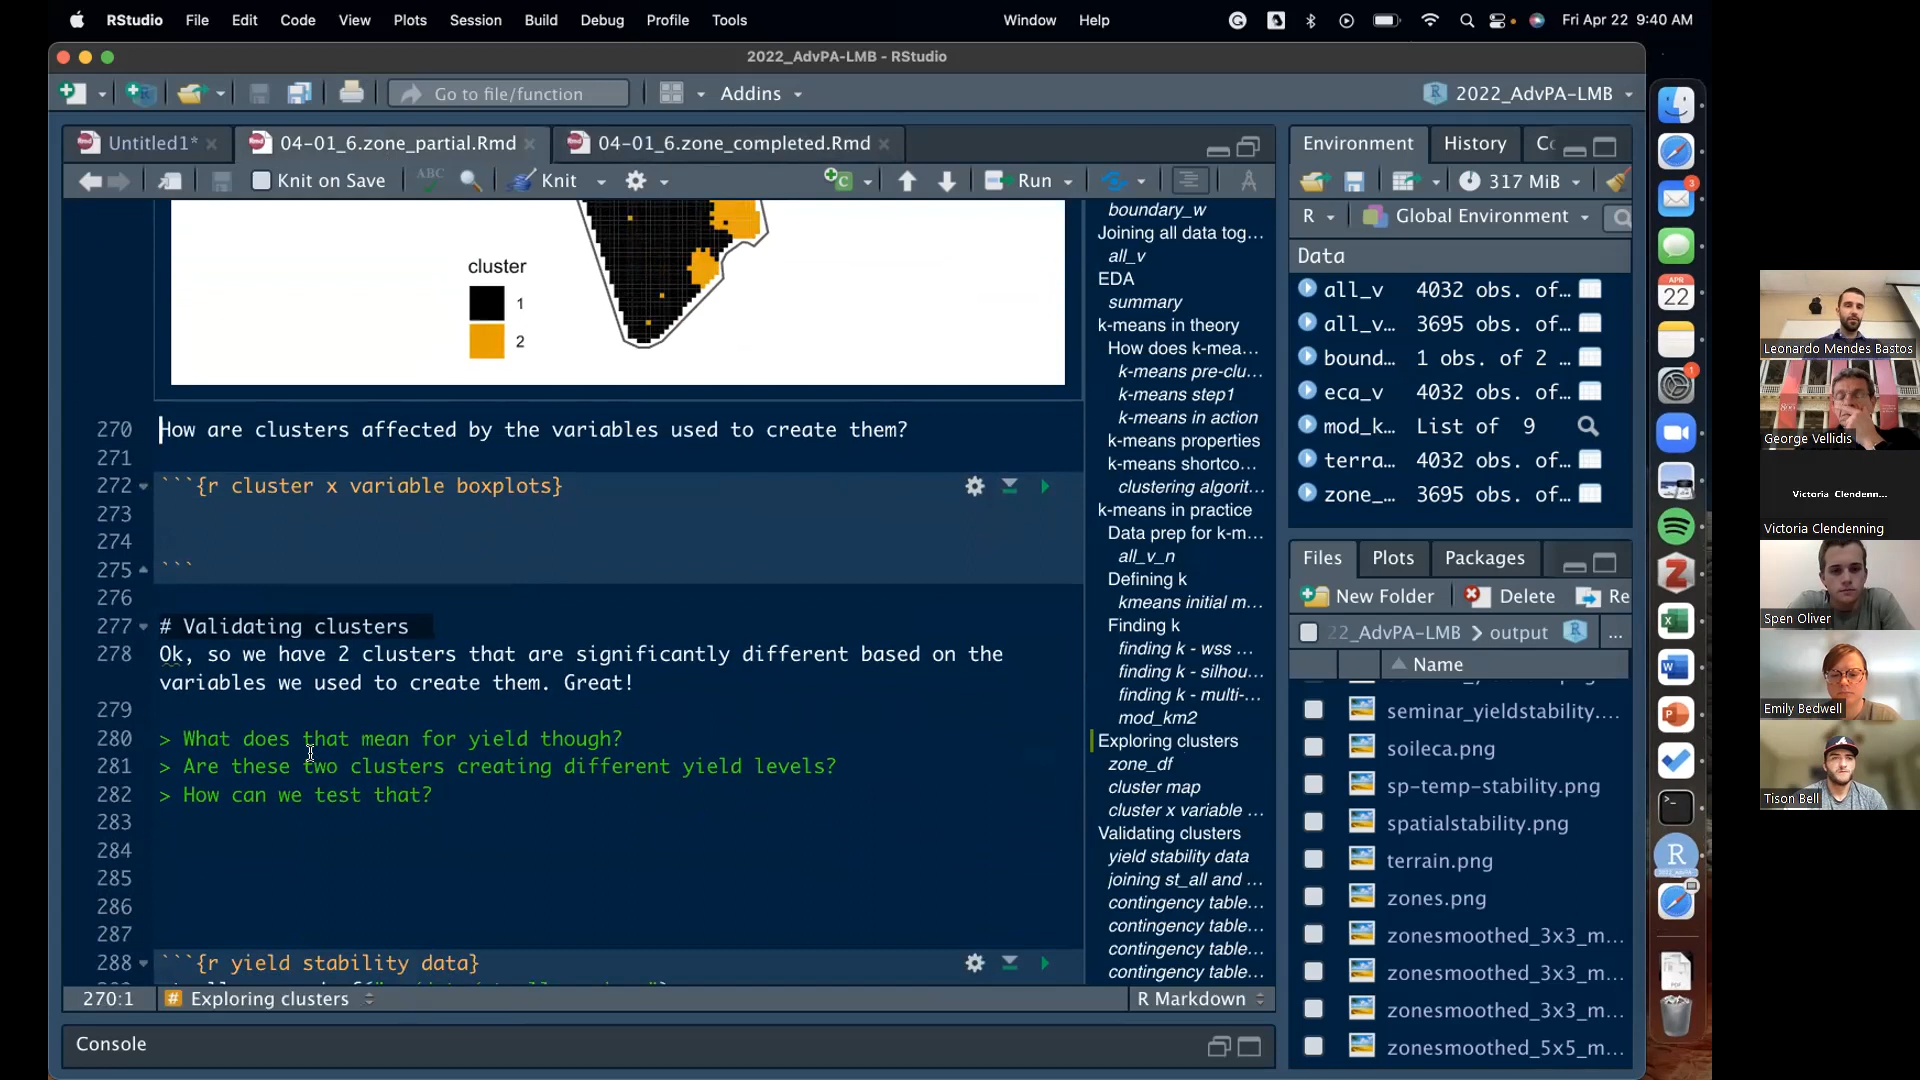 RStudio File Edit Code View Plots Session Build Debug Profile Tools Window Help Fri Apr 22 9:40 AM
2022_AdvPA-LMB - RStudio
Go to file/function Addins 2022_AdvPA-LMB
Untitled1* 04-01_6.zone_partial.Rmd 04-01_6.zone_completed.Rmd
Knit on Save ABC Knit Run
cluster
1
2
270 How are clusters affected by the variables used to create them?
271
272 ```{r cluster x variable boxplots}
273
274
275 ```
276
277 # Validating clusters
278 Ok, so we have 2 clusters that are significantly different based on the
variables we used to create them. Great!
279
280 > What does that mean for yield though?
281 > Are these two clusters creating different yield levels?
282 > How can we test that?
283
284
285
286
287
288 ```{r yield stability data}
270:1 Exploring clusters R Markdown
Console
boundary_w
Joining all data tog...
all_v
EDA
summary
k-means in theory
How does k-mea...
k-means pre-clu...
k-means step1
k-means in action
k-means properties
k-means shortco...
clustering algorit...
k-means in practice
Data prep for k-m...
all_v_n
Defining k
kmeans initial m...
Finding k
finding k - wss ...
finding k - silhou...
finding k - multi-...
mod_km2
Exploring clusters
zone_df
cluster map
cluster x variable ...
Validating clusters
yield stability data
joining st_all and ...
contingency table...
contingency table...
contingency table...
contingency table...
Environment History
317 MiB
R Global Environment
Data
all_v 4032 obs. of...
all_v... 3695 obs. of...
bound... 1 obs. of 2 ...
eca_v 4032 obs. of...
mod_k... List of 9
terra... 4032 obs. of...
zone_... 3695 obs. of...
Files Plots Packages
New Folder Delete Re
22_AdvPA-LMB output ...
Name
seminar_yieldstability....
soileca.png
sp-temp-stability.png
spatialstability.png
terrain.png
zones.png
zonesmoothed_3x3_m...
zonesmoothed_3x3_m...
zonesmoothed_3x3_m...
zonesmoothed_5x5_m...
3
APR
22
1
Leonardo Mendes Bastos
George Vellidis
Victoria Clendenn...
Victoria Clendenning
Spen Oliver
Emily Bedwell
Tison Bell